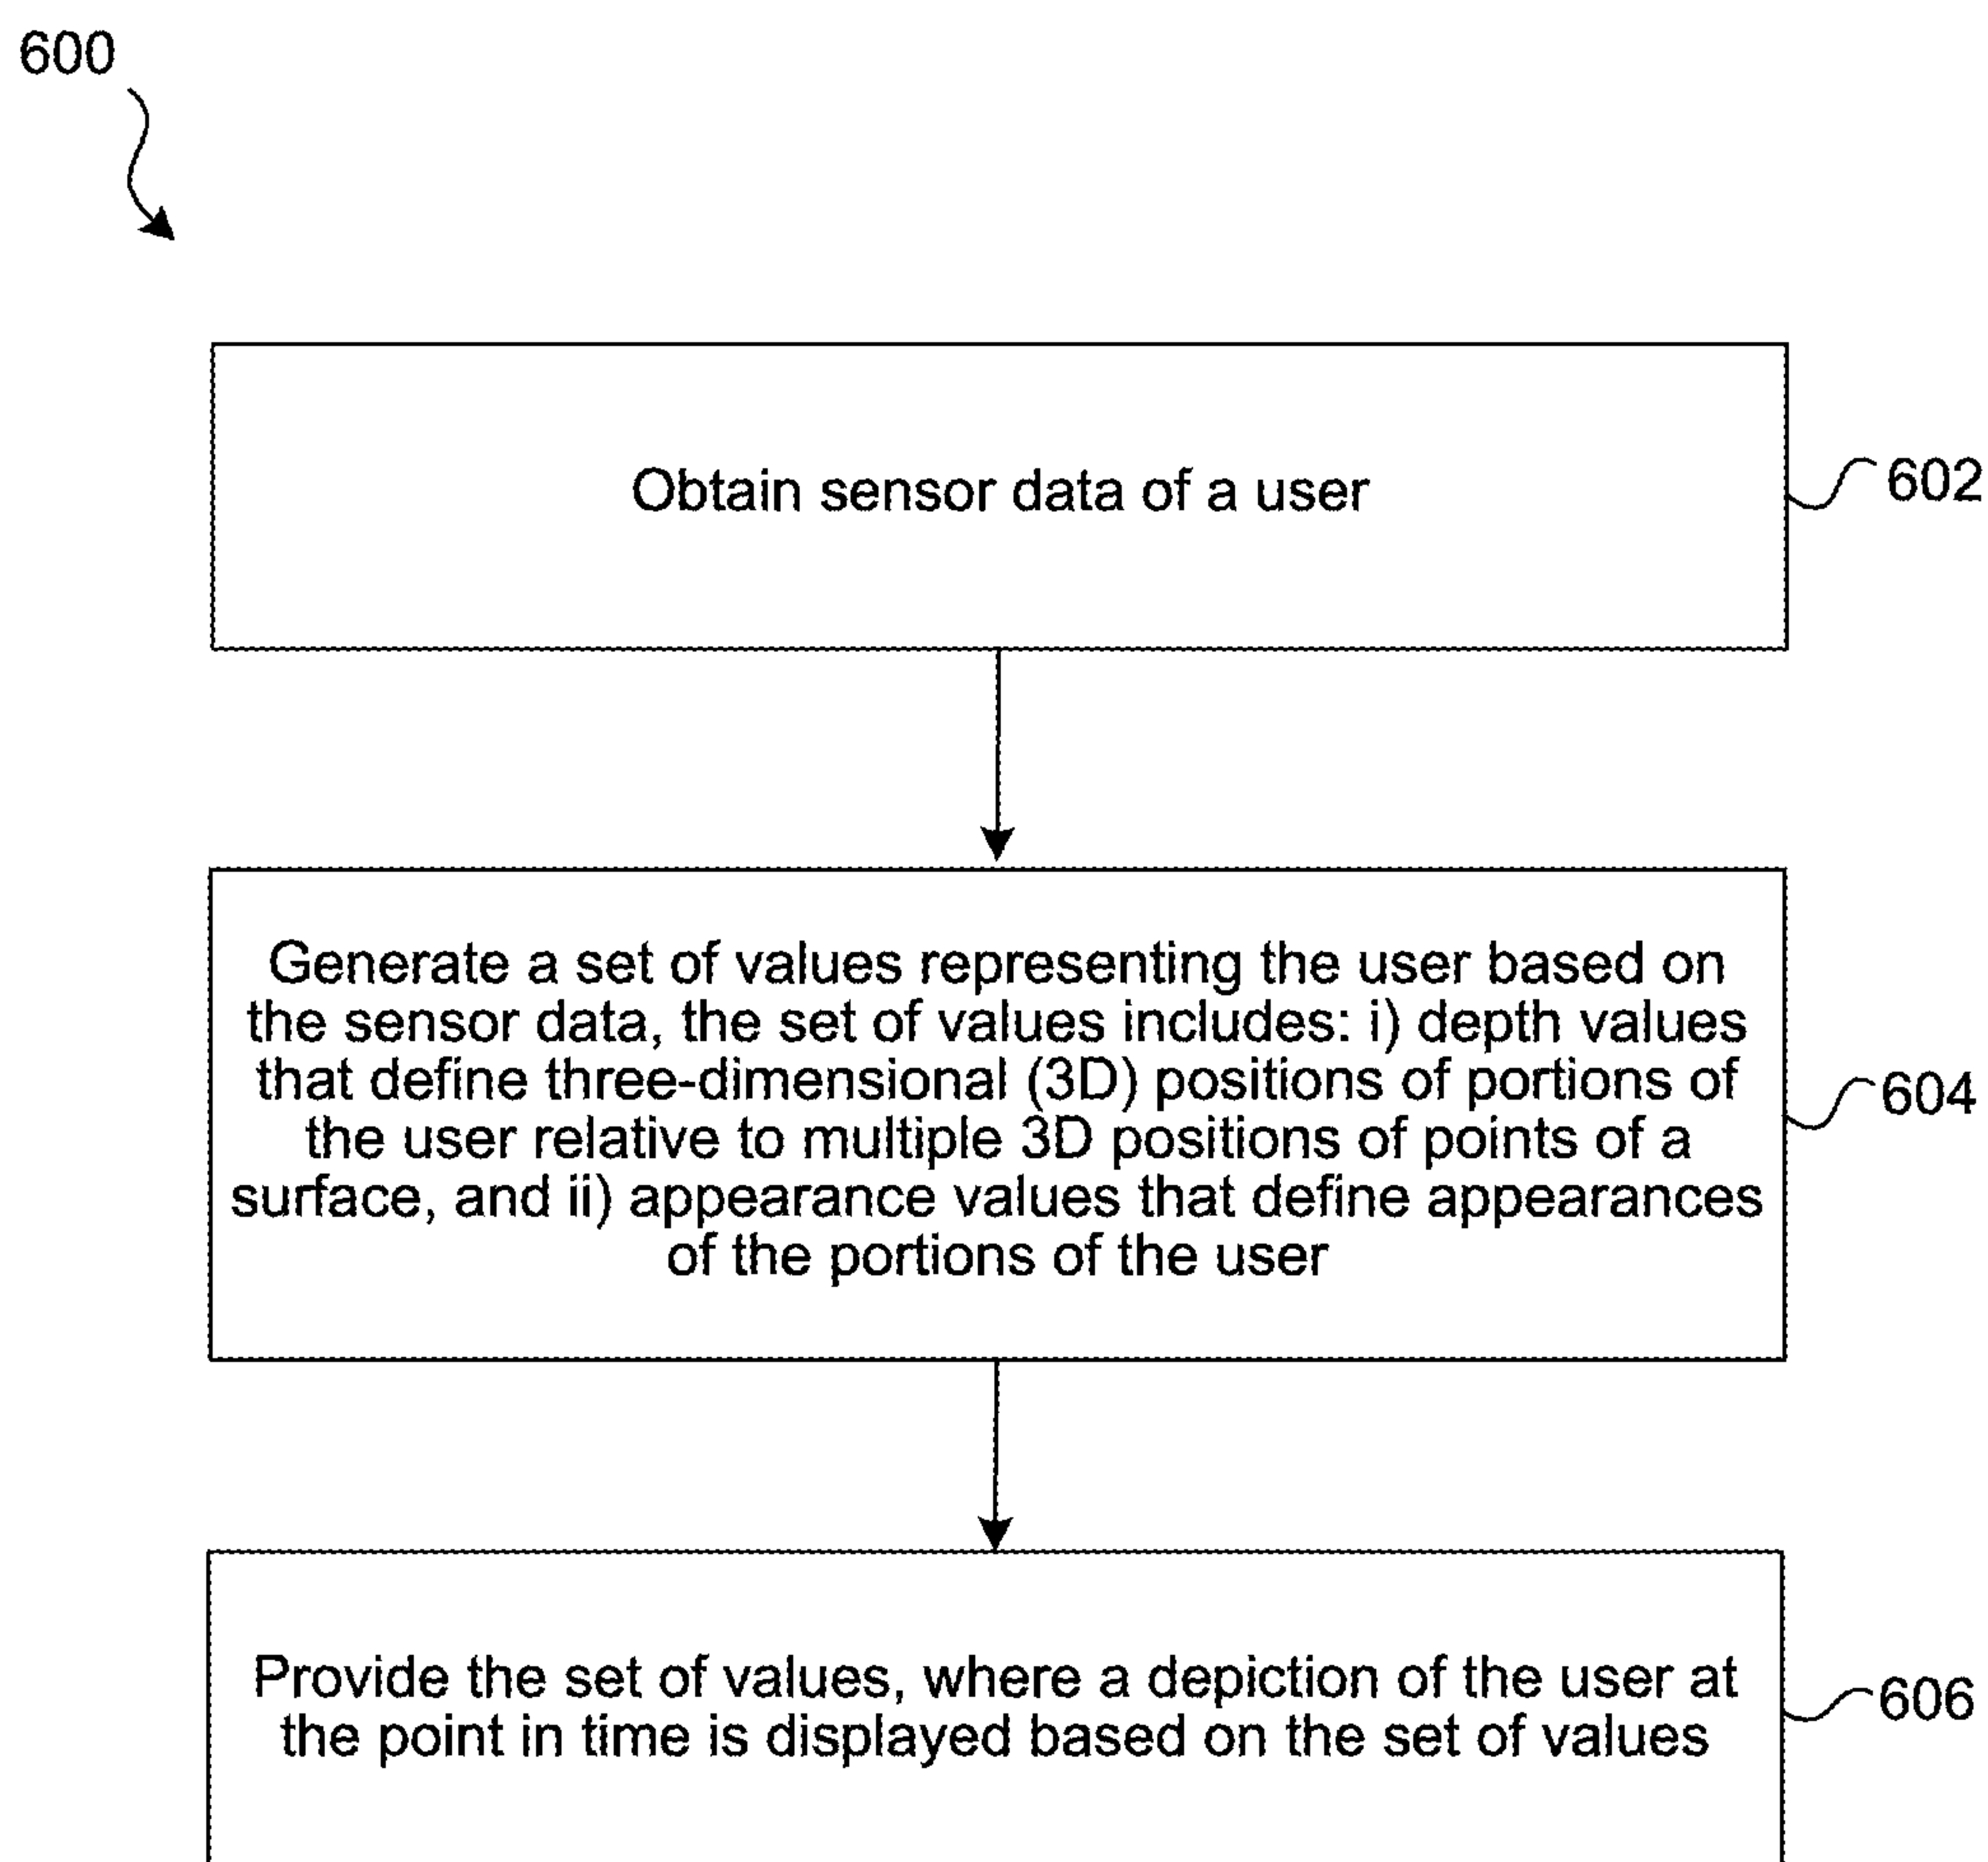 600
Obtain sensor data of a user
602
Generate a set of values representing the user based on
the sensor data, the set of values includes: i) depth values
that define three-dimensional (3D) positions of portions of
the user relative to multiple 3D positions of points of a
surface, and ii) appearance values that define appearances
of the portions of the user
604
Provide the set of values, where a depiction of the user at
the point in time is displayed based on the set of values
606